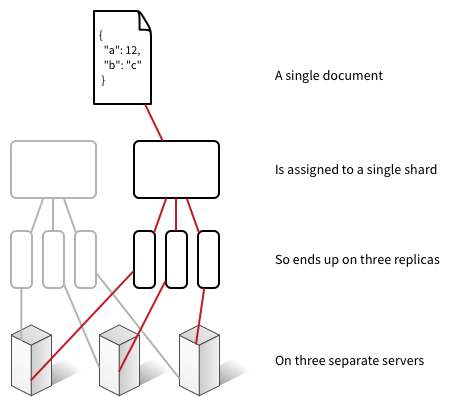 {
"a": 12,
"b": "c"
}
A single document
Is assigned to a single shard
So ends up on three replicas
On three separate servers